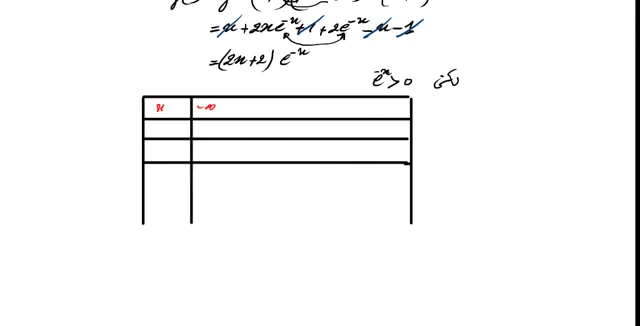 = x + 2xe^-x + 1 + 2e^-x - x - 1
= (2x+2) e^-x
e^-x > 0 لكن
x -∞